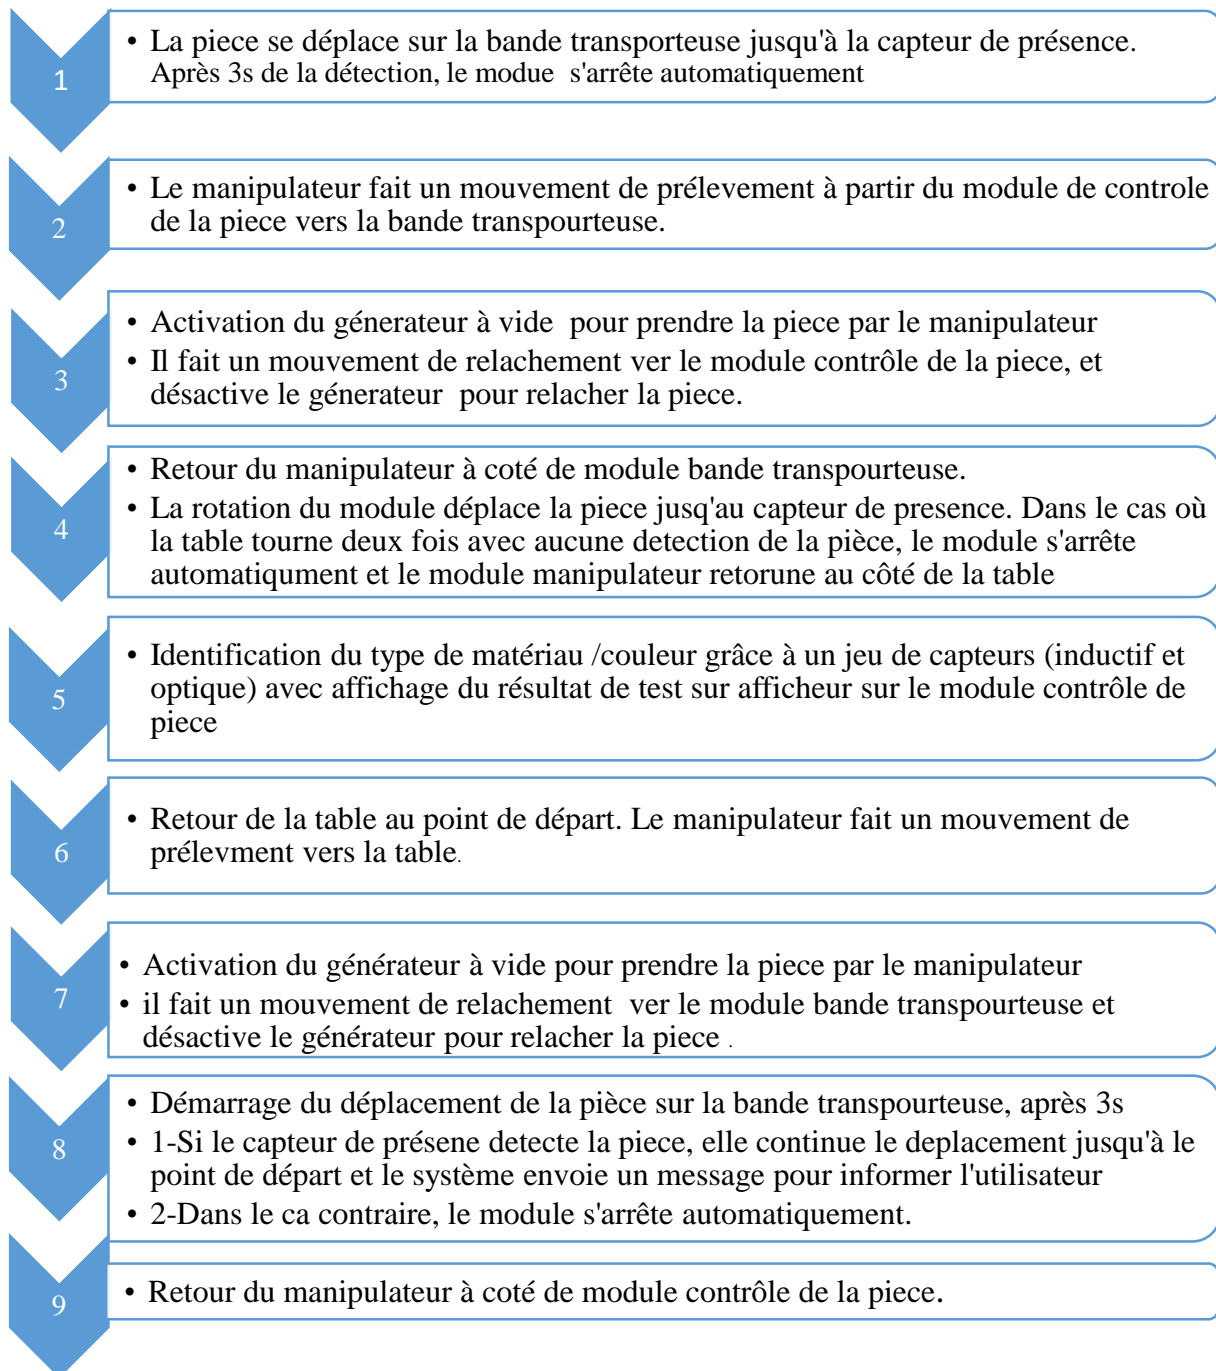 1
• La piece se déplace sur la bande transporteuse jusqu'à la capteur de présence.
Après 3s de la détection, le modue s'arrête automatiquement
2
• Le manipulateur fait un mouvement de prélevement à partir du module de controle
de la piece vers la bande transpourteuse.
3
• Activation du génerateur à vide pour prendre la piece par le manipulateur
• Il fait un mouvement de relachement ver le module contrôle de la piece, et
désactive le génerateur pour relacher la piece.
4
• Retour du manipulateur à coté de module bande transpourteuse.
• La rotation du module déplace la piece jusq'au capteur de presence. Dans le cas où
la table tourne deux fois avec aucune detection de la pièce, le module s'arrête
automatiqument et le module manipulateur retorune au côté de la table
5
• Identification du type de matériau /couleur grâce à un jeu de capteurs (inductif et
optique) avec affichage du résultat de test sur afficheur sur le module contrôle de
piece
6
• Retour de la table au point de départ. Le manipulateur fait un mouvement de
prélevment vers la table.
7
• Activation du générateur à vide pour prendre la piece par le manipulateur
• il fait un mouvement de relachement ver le module bande transpourteuse et
désactive le générateur pour relacher la piece .
8
• Démarrage du déplacement de la pièce sur la bande transpourteuse, après 3s
• 1-Si le capteur de présene detecte la piece, elle continue le deplacement jusqu'à le
point de départ et le système envoie un message pour informer l'utilisateur
• 2-Dans le ca contraire, le module s'arrête automatiquement.
9
• Retour du manipulateur à coté de module contrôle de la piece.